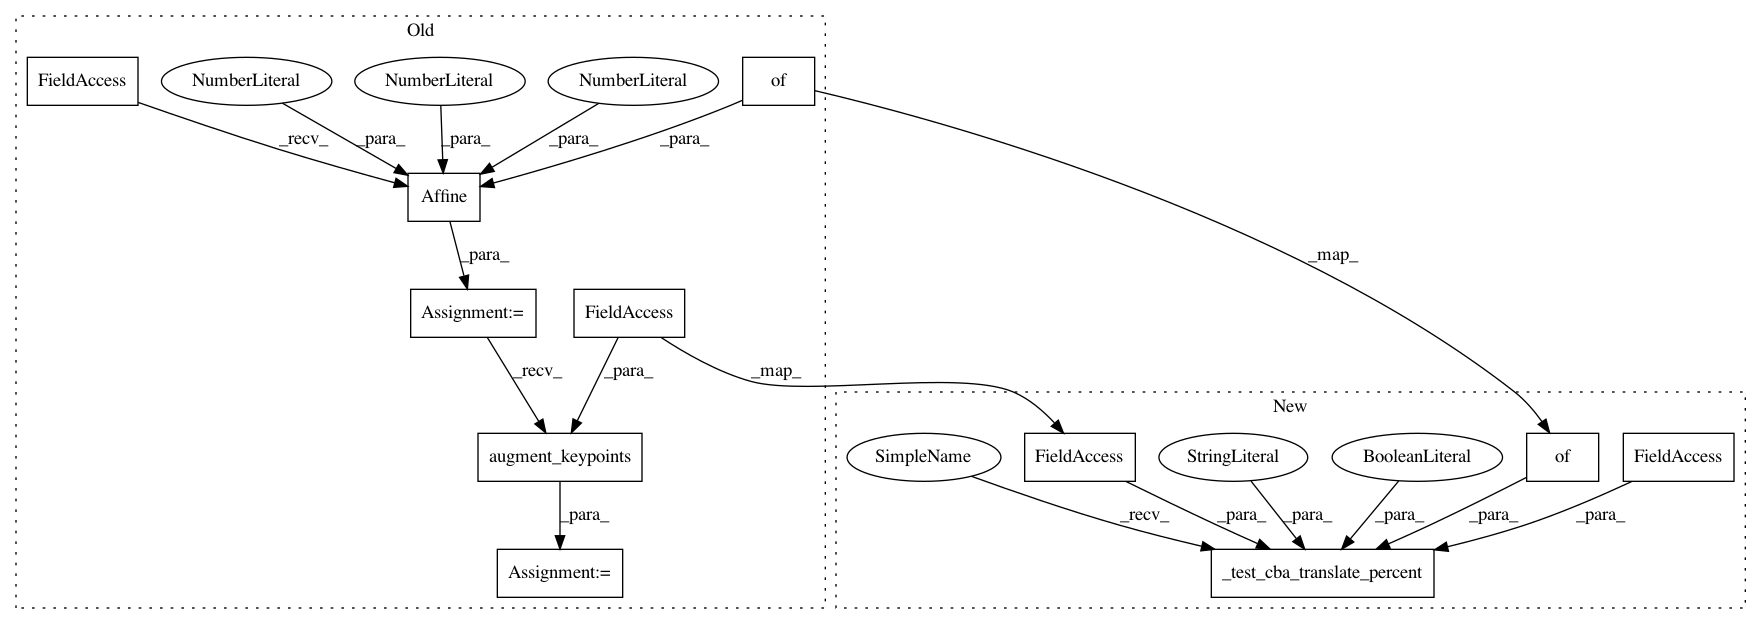 Old
FieldAccess
NumberLiteral
NumberLiteral
NumberLiteral
of
_recv_
_para_
_para_
_para_
_para_
Affine
_para_
_map_
Assignment:=
FieldAccess
_recv_
_para_
_map_
augment_keypoints
_para_
Assignment:=
New
SimpleName
FieldAccess
StringLiteral
BooleanLiteral
of
FieldAccess
_recv_
_para_
_para_
_para_
_para_
_para_
_test_cba_translate_percent